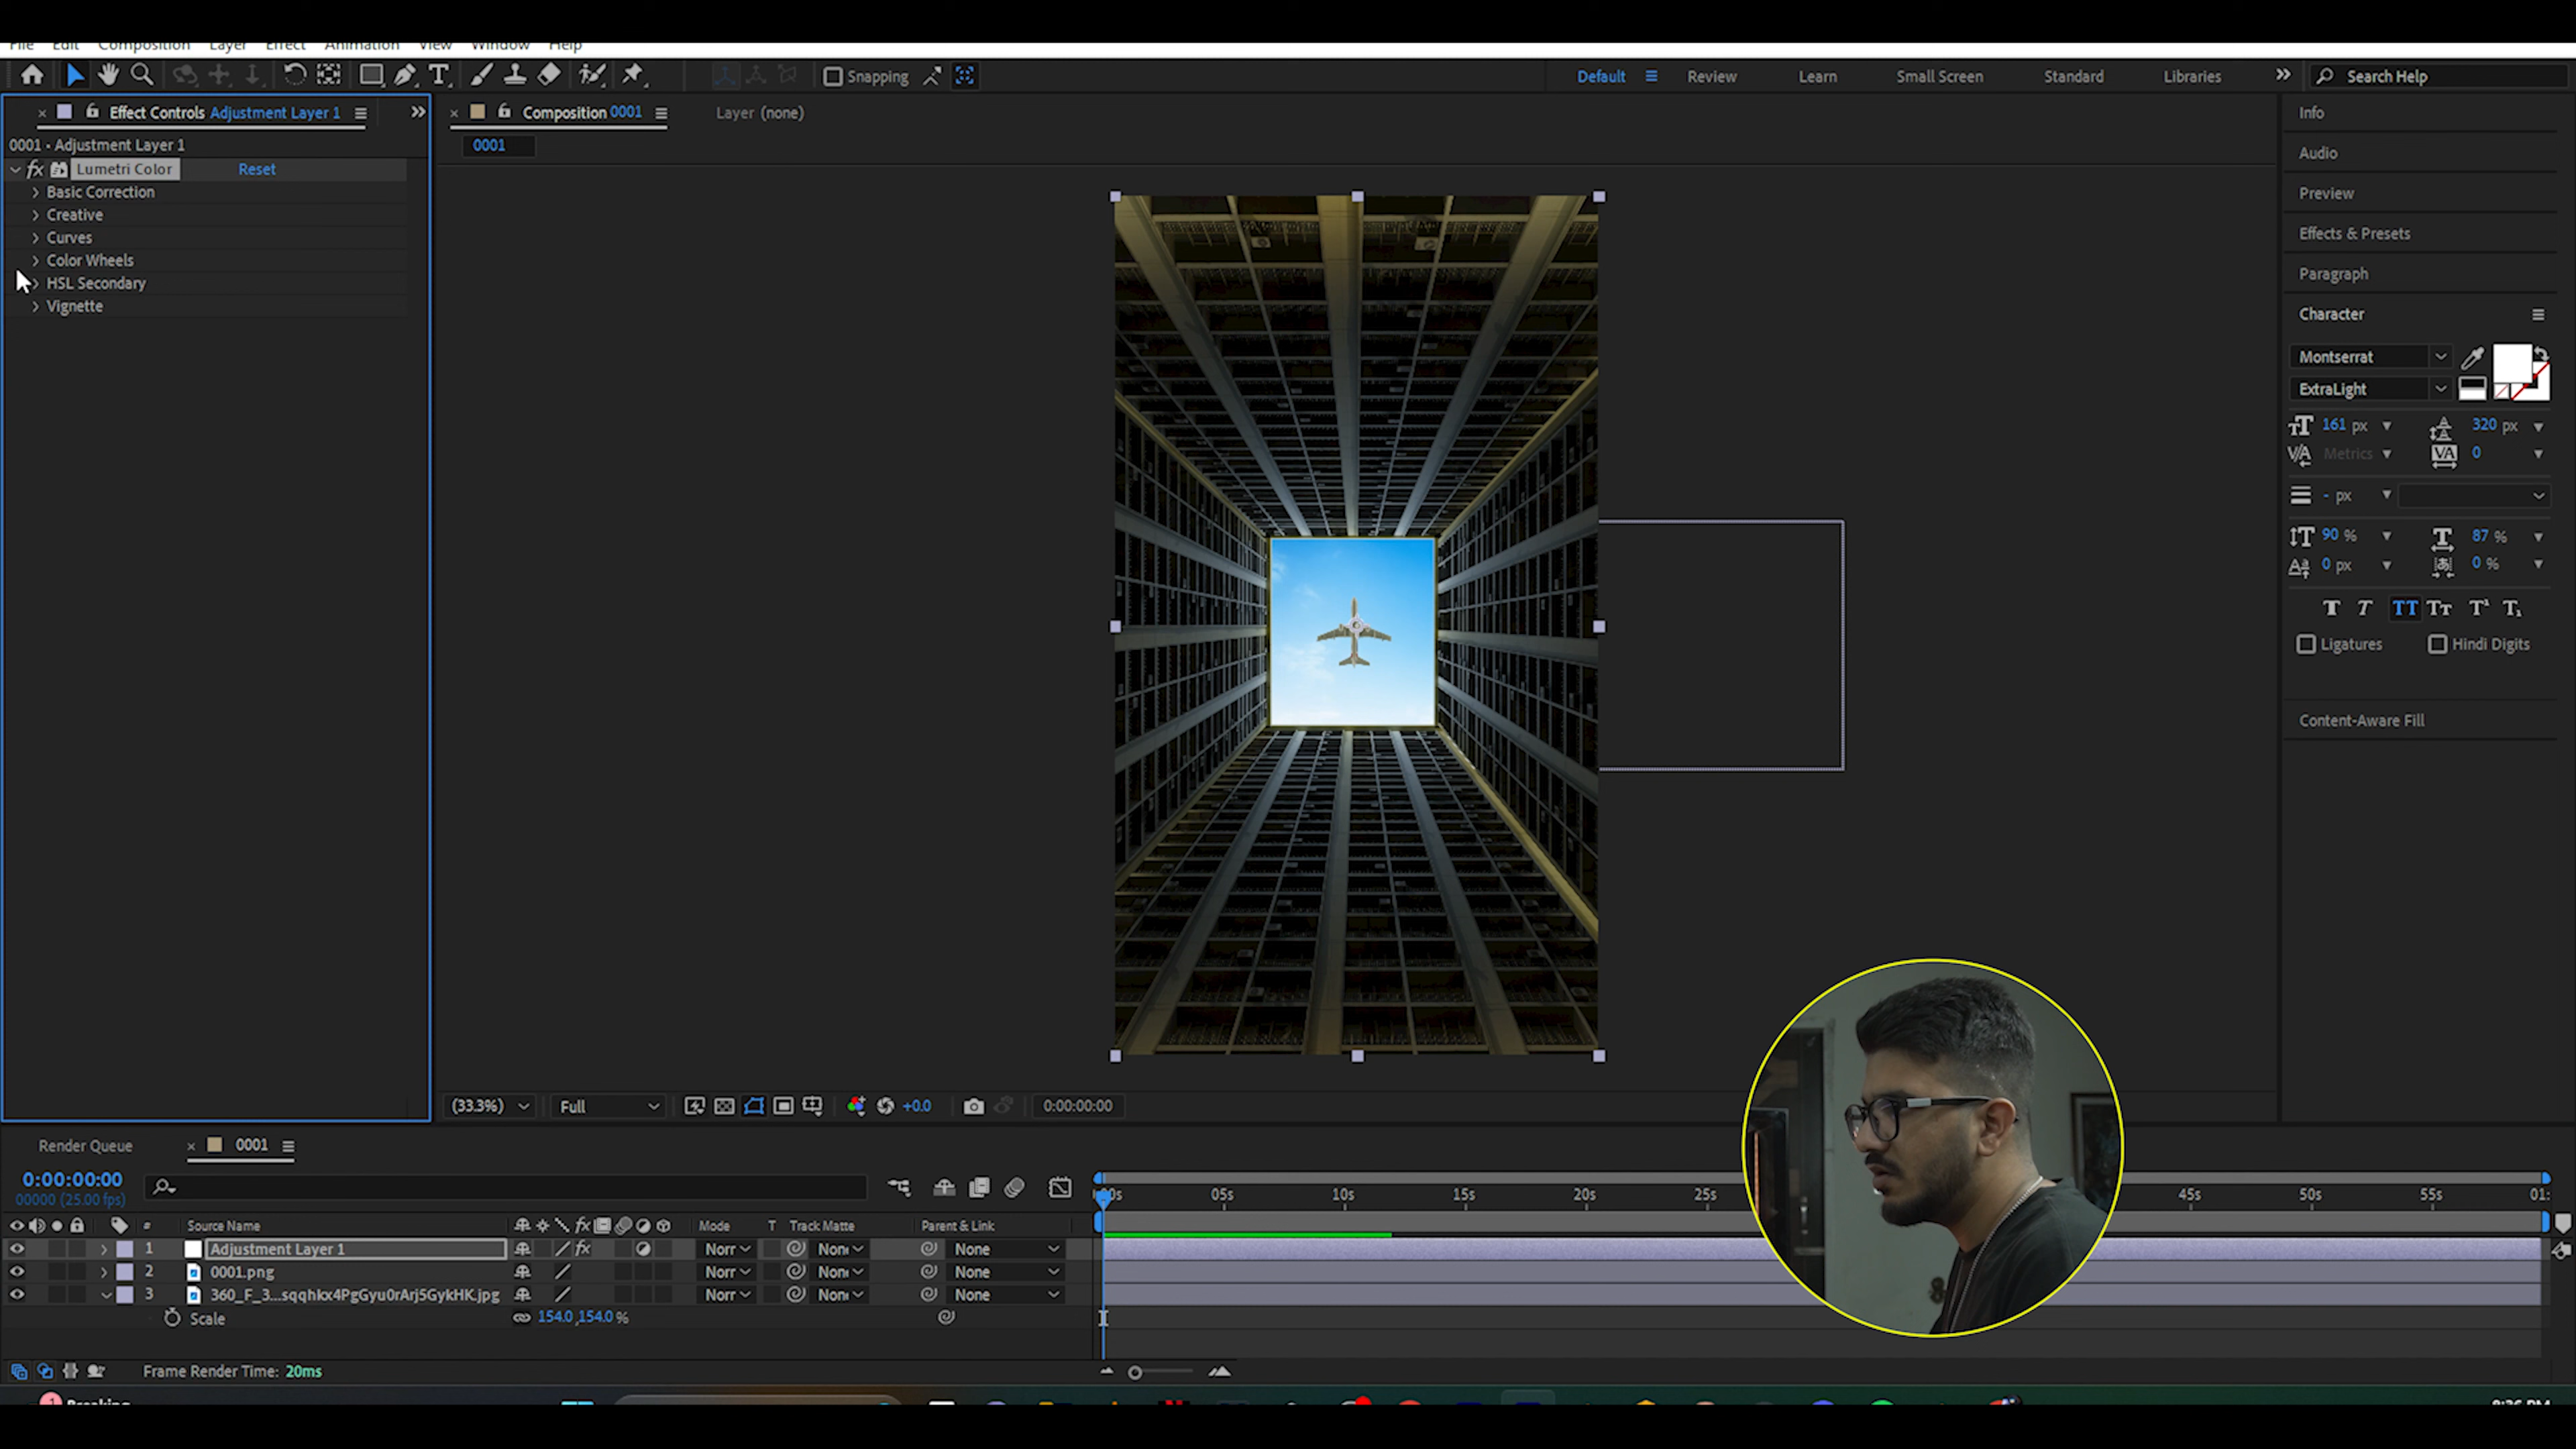 File Edit Composition Layer Effect Animation View Window Help
Snapping
Default Review Learn Small Screen Standard Libraries Search Help
Effect Controls Adjustment Layer 1
Composition 0001
Layer (none)
0001 • Adjustment Layer 1
0001
fx Lumetri Color Reset
Basic Correction
Creative
Curves
Color Wheels
HSL Secondary
Vignette
Info
Audio
Preview
Effects & Presets
Paragraph
Character
Montserrat
ExtraLight
161 px 320 px
Metrics 0
- px
90 % 87 %
0 px 0 %
Ligatures Hindi Digits
Content-Aware Fill
(33.3%) Full +0.0 0:00:00:00
Render Queue 0001
0:00:00:00
00000 (25.00 fps)
05s 10s 15s 20s 25s 45s 50s 55s 01:
# Source Name Mode T Track Matte Parent & Link
1 Adjustment Layer 1 Norr None None
2 0001.png Norr None None
3 360_F_3...sqqhkx4PgGyu0rArj5GykHK.jpg Norr None None
Scale 154.0,154.0 %
Frame Render Time: 20ms
1 Breaking